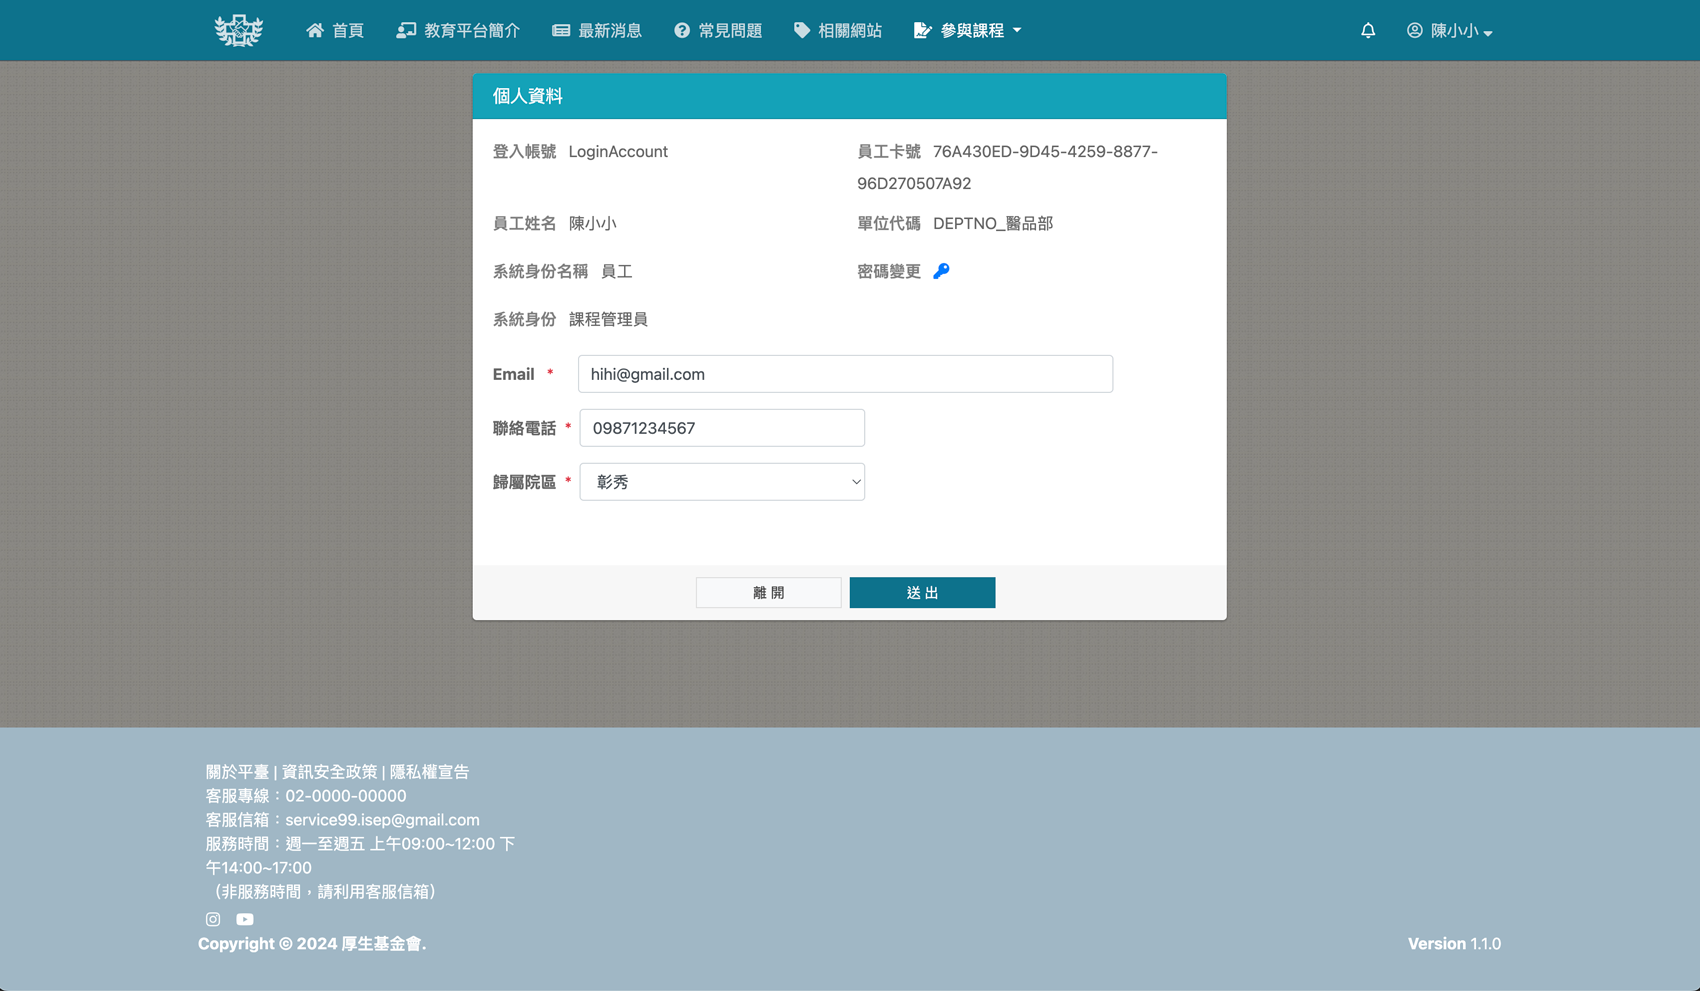 首頁 教育平台簡介 最新消息 常見問題 相關網站 參與課程 陳小小
個人資料
登入帳號 LoginAccount
員工卡號 76A430ED-9D45-4259-8877-
96D270507A92
員工姓名 陳小小
單位代碼 DEPTNO_醫品部
系統身份名稱 員工
密碼變更
系統身份 課程管理員
Email * hihi@gmail.com
聯絡電話 * 09871234567
歸屬院區 * 彰秀
離 開 送 出
關於平臺 | 資訊安全政策 | 隱私權宣告
客服專線：02-0000-00000
客服信箱：service99.isep@gmail.com
服務時間：週一至週五 上午09:00~12:00 下
午14:00~17:00
（非服務時間，請利用客服信箱）
Copyright © 2024 厚生基金會.
Version 1.1.0